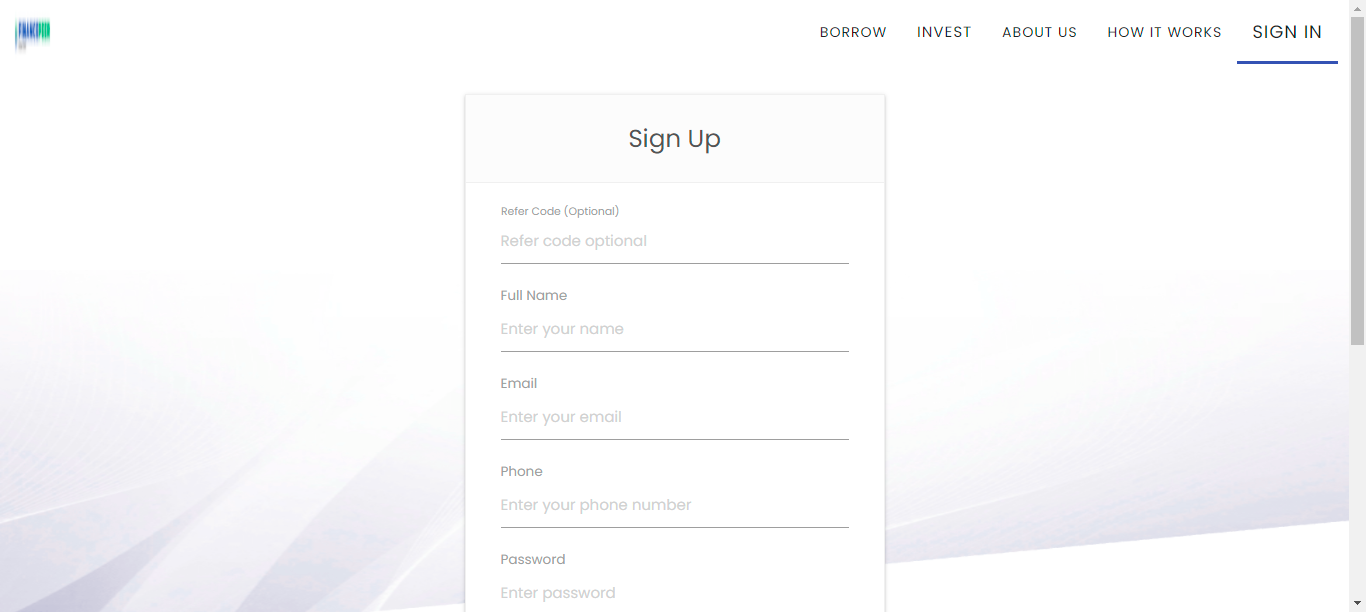 BORROW
INVEST
ABOUT US
HOW IT WORKS
SIGN IN
Sign Up
Refer Code (Optional)
Refer code optional
Full Name
Enter your name
Email
Enter your email
Phone
Enter your phone number
Password
Enter password